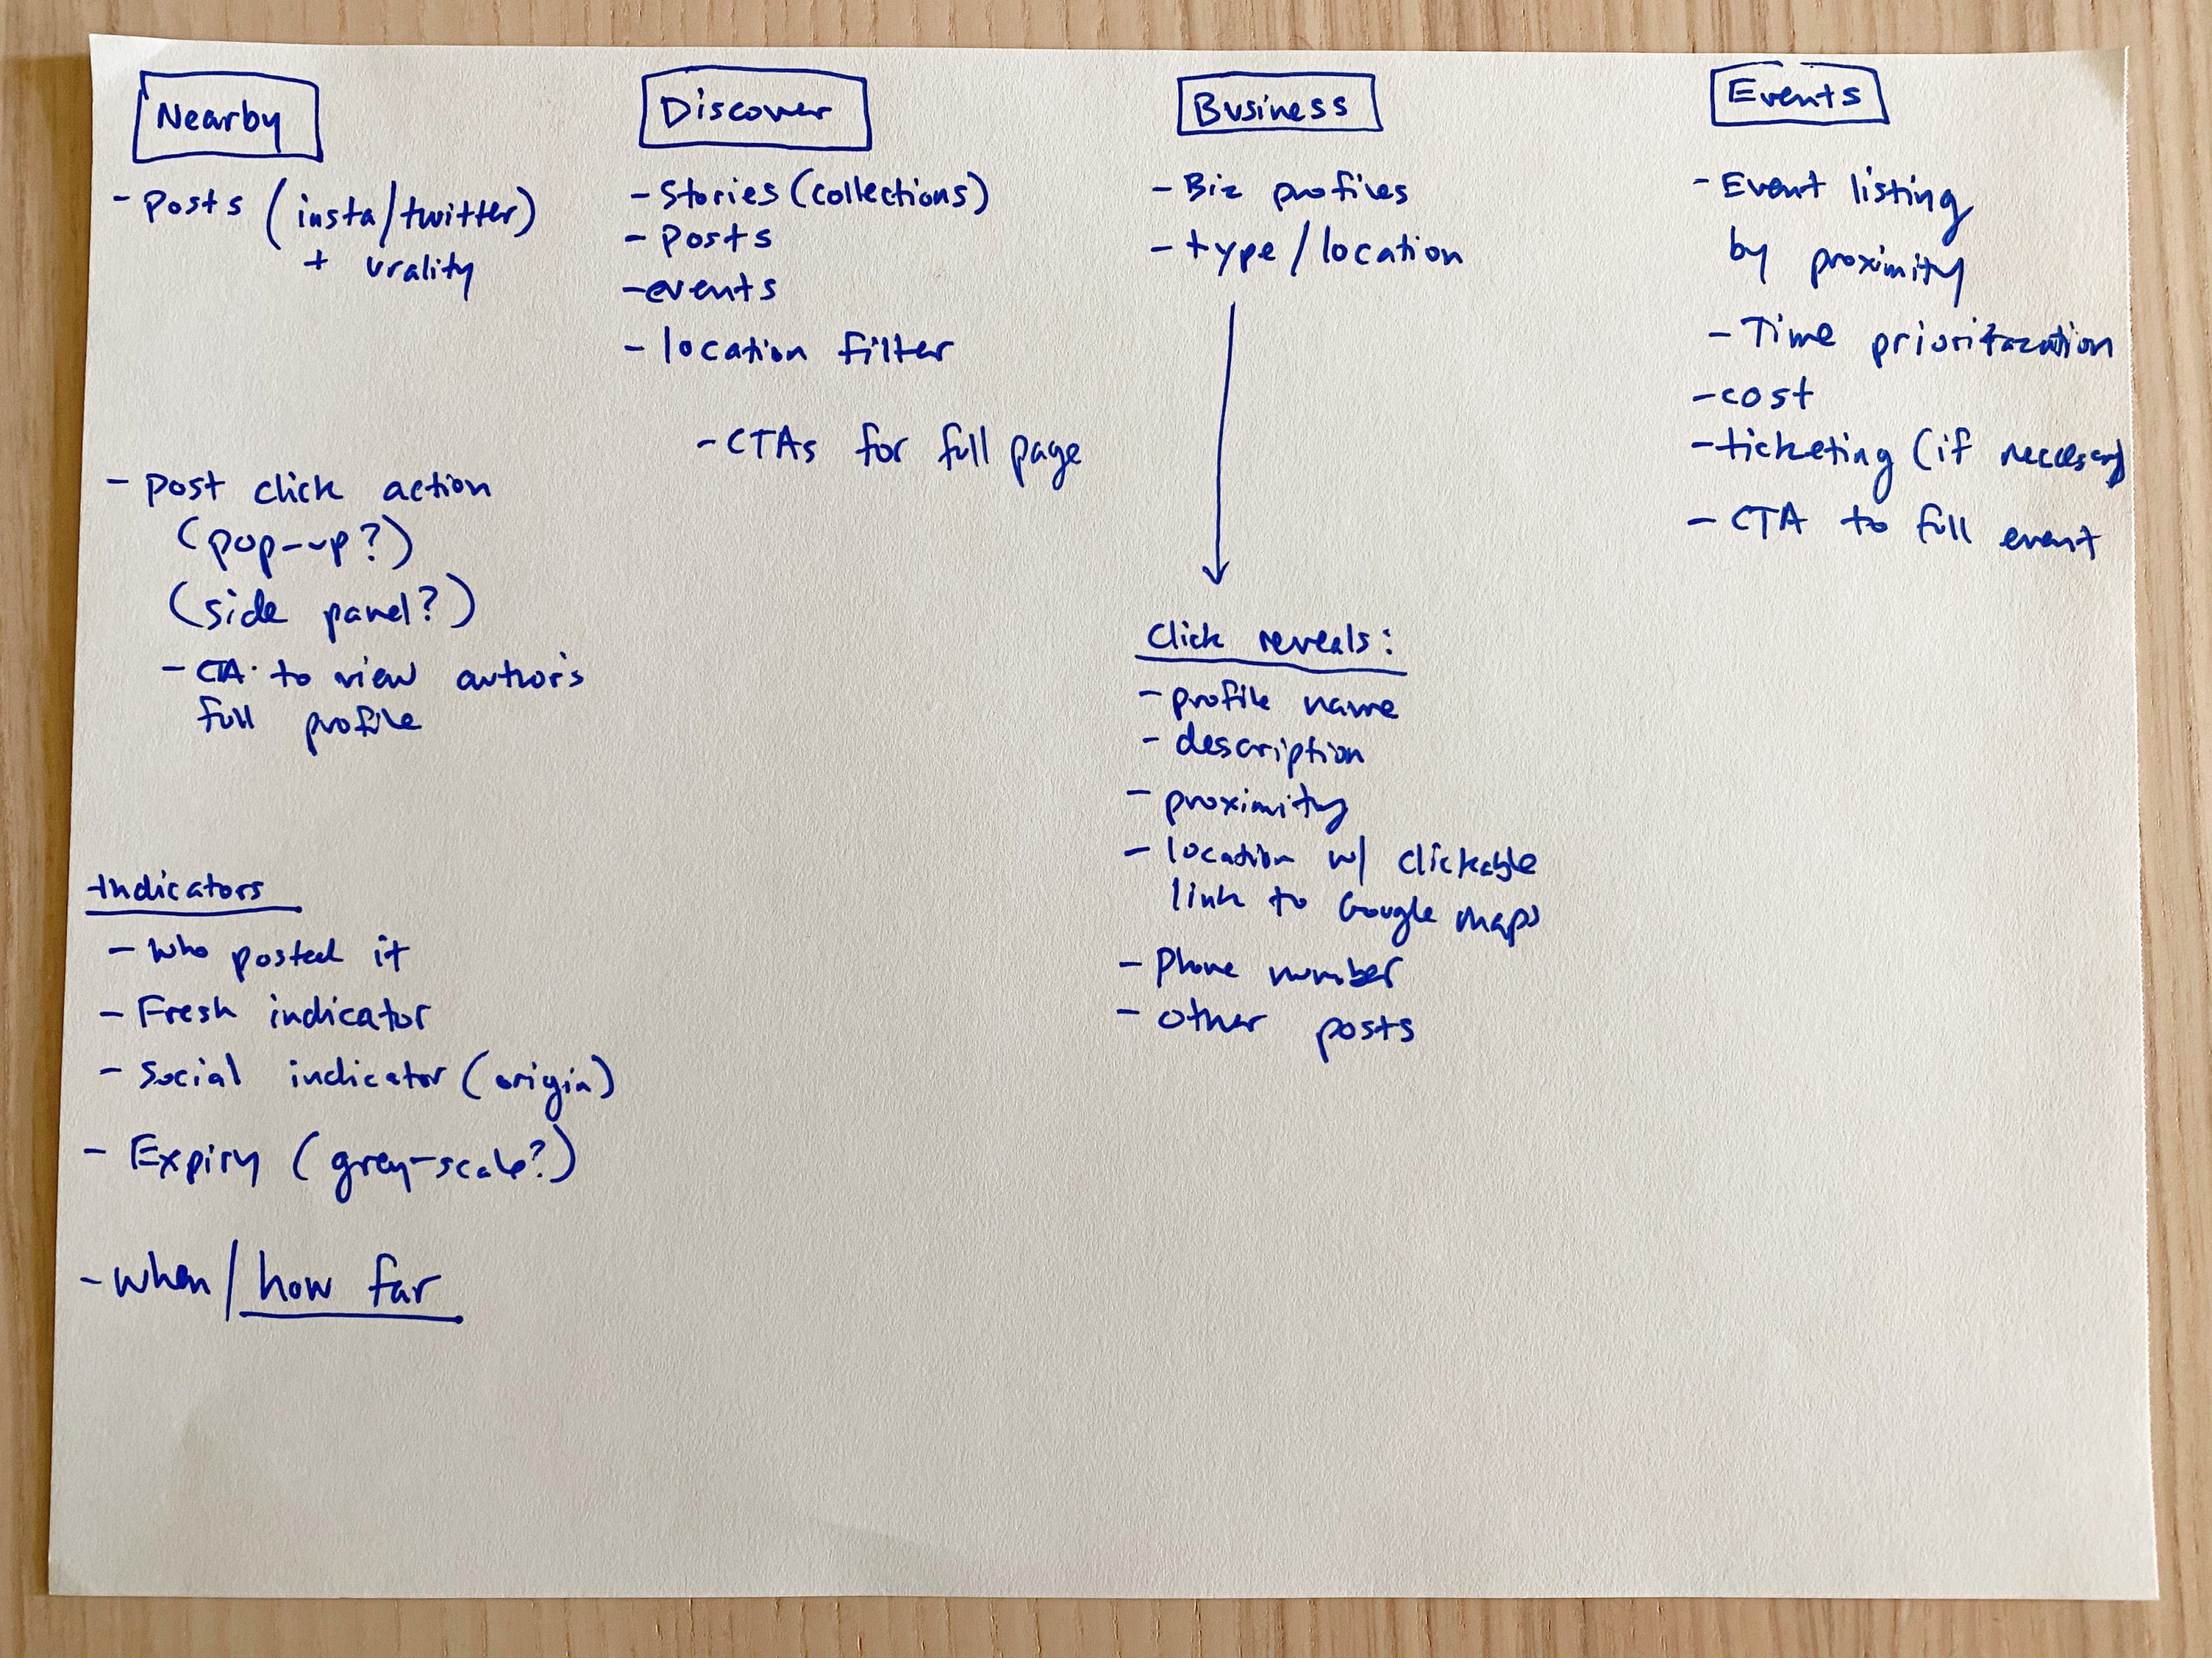 Nearby
- Posts (insta/twitter)
+ vrality
- Post click action
(pop-up?)
(side panel?)
- CTA to view author's
full profile
Indicators
- Who posted it
- Fresh indicator
- Social indicator (origin)
- Expiry (grey-scale?)
- When / how far
Discover
- Stories (collections)
- Posts
- events
- location filter
- CTAs for full page
Business
- Biz profiles
- type / location
Click reveals:
- profile name
- description
- proximity
- location w/ clickable
link to Google Maps
- Phone number
- other posts
Events
- Event listing
by proximity
- Time prioritization
- cost
- ticketing (if necessary
- CTA to full event